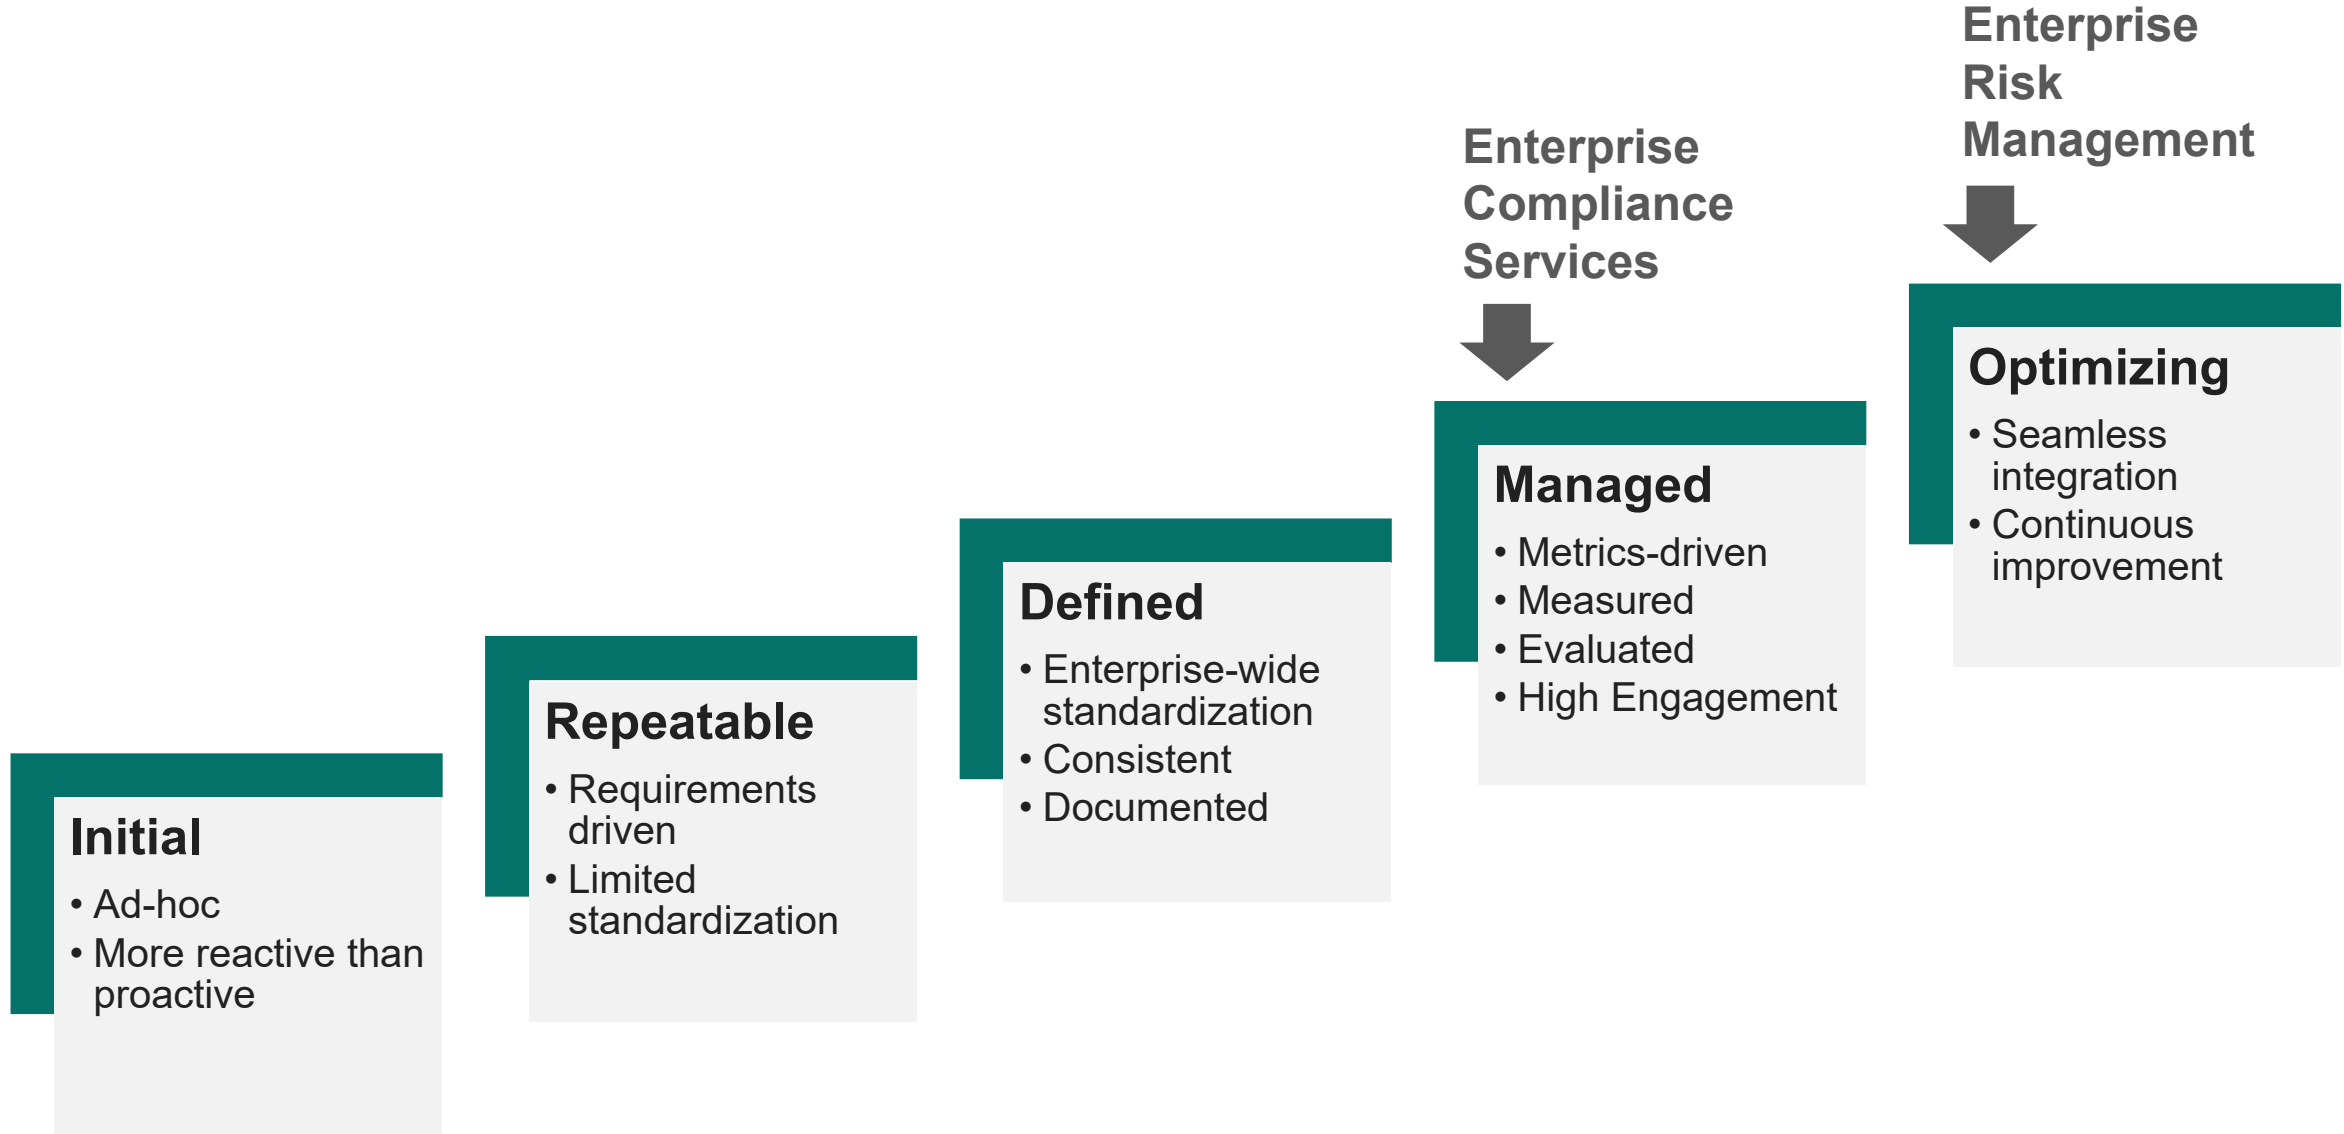 Enterprise
Risk
Management
Enterprise
Compliance
Services
Optimizing
• Seamless
integration
• Continuous
improvement
Managed
• Metrics-driven
• Measured
• Evaluated
• High Engagement
Defined
• Enterprise-wide
standardization
• Consistent
• Documented
Repeatable
• Requirements
driven
• Limited
standardization
Initial
• Ad-hoc
• More reactive than
proactive